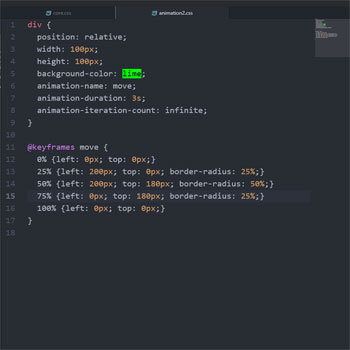 animation2.css
1 div {
2 position: relative;
3 width: 100px;
4 height: 100px;
5 background-color: lime;
6 animation-name: move;
7 animation-duration: 3s;
8 animation-iteration-count: infinite;
9 }
10
11 @keyframes move {
12 0% {left: 0px; top: 0px;}
13 25% {left: 200px; top: 0px; border-radius: 25%;}
14 50% {left: 200px; top: 180px; border-radius: 50%;}
15 75% {left: 0px; top: 180px; border-radius: 25%;}
16 100% {left: 0px; top: 0px;}
17 }
18